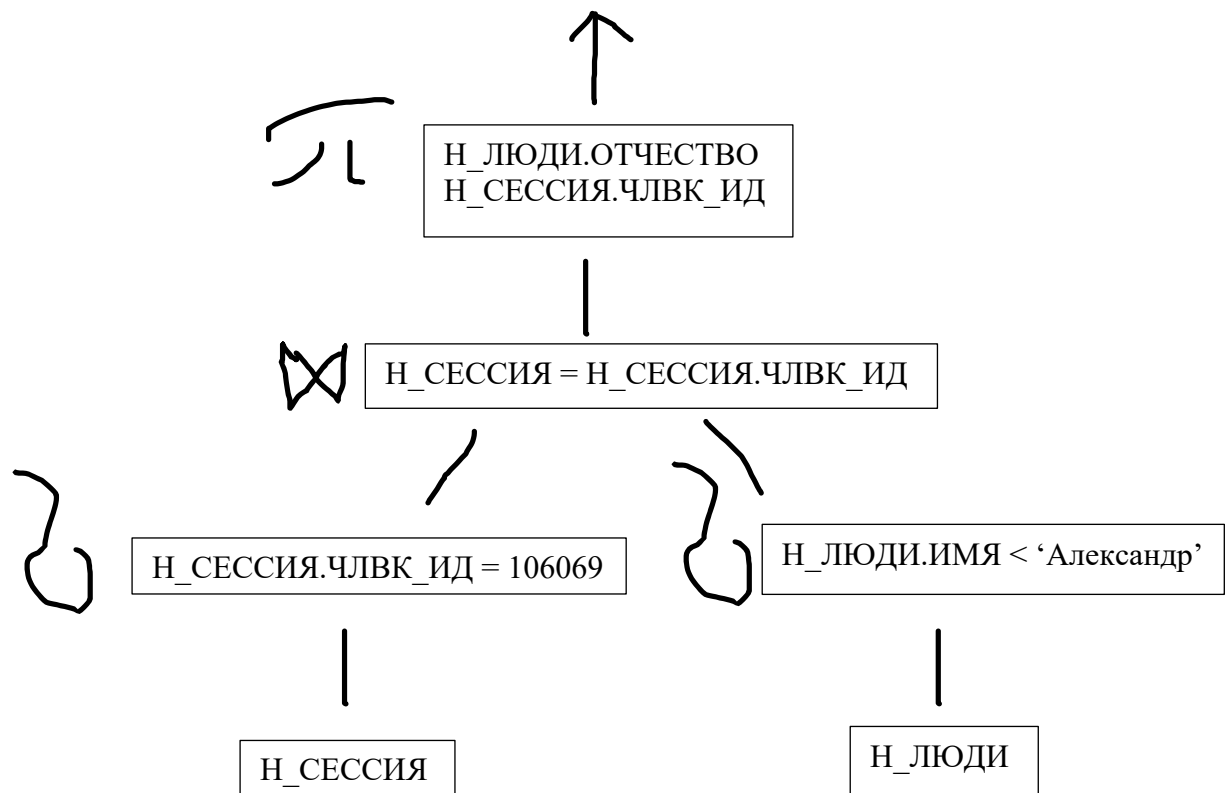 π
Н_ЛЮДИ.ОТЧЕСТВО
Н_СЕССИЯ.ЧЛВК_ИД
⋈ Н_СЕССИЯ = Н_СЕССИЯ.ЧЛВК_ИД
Н_СЕССИЯ.ЧЛВК_ИД = 106069
Н_ЛЮДИ.ИМЯ < ‘Александр’
Н_СЕССИЯ
Н_ЛЮДИ